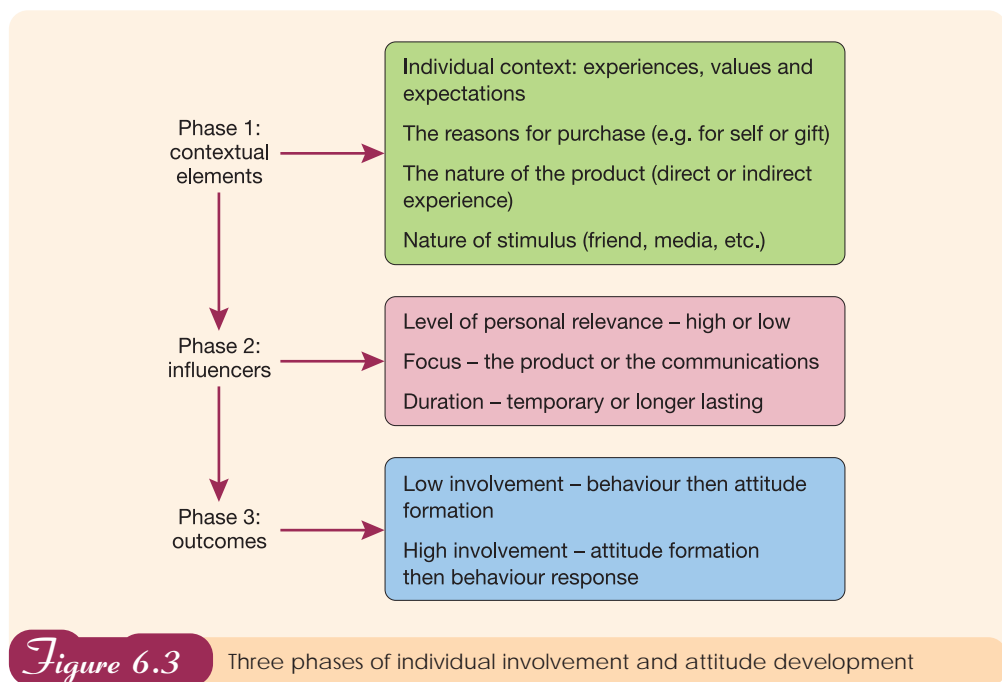 Phase 1:
contextual
elements
Individual context: experiences, values and
expectations
The reasons for purchase (e.g. for self or gift)
The nature of the product (direct or indirect
experience)
Nature of stimulus (friend, media, etc.)
Phase 2:
influencers
Level of personal relevance – high or low
Focus – the product or the communications
Duration – temporary or longer lasting
Phase 3:
outcomes
Low involvement – behaviour then attitude
formation
High involvement – attitude formation
then behaviour response
Figure 6.3 Three phases of individual involvement and attitude development